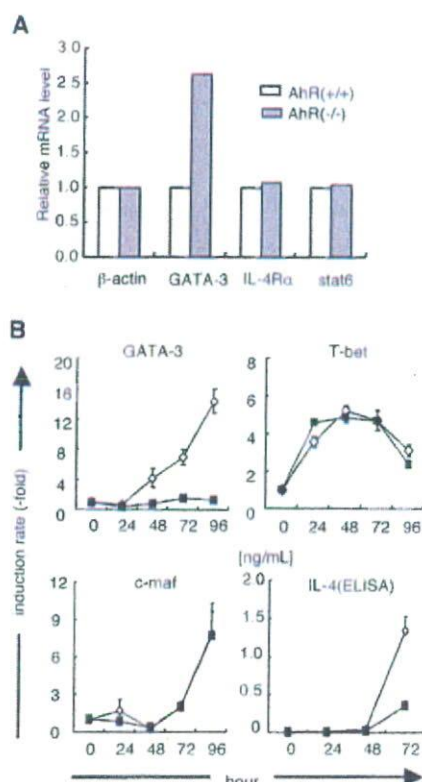 A
Relative mRNA level
3.0
2.5
2.0
1.5
1.0
0.5
0.0
AhR(+/+)
AhR(-/-)
β-actin GATA-3 IL-4Rα stat6
B
induction rate (-fold)
GATA-3
20
16
12
8
4
0
0 24 48 72 96
T-bet
8
6
4
2
0
0 24 48 72 96
c-maf
12
9
6
3
0
0 24 48 72 96
[ng/mL]
IL-4(ELISA)
2.0
1.5
1.0
0.5
0
0 24 48 72
hour